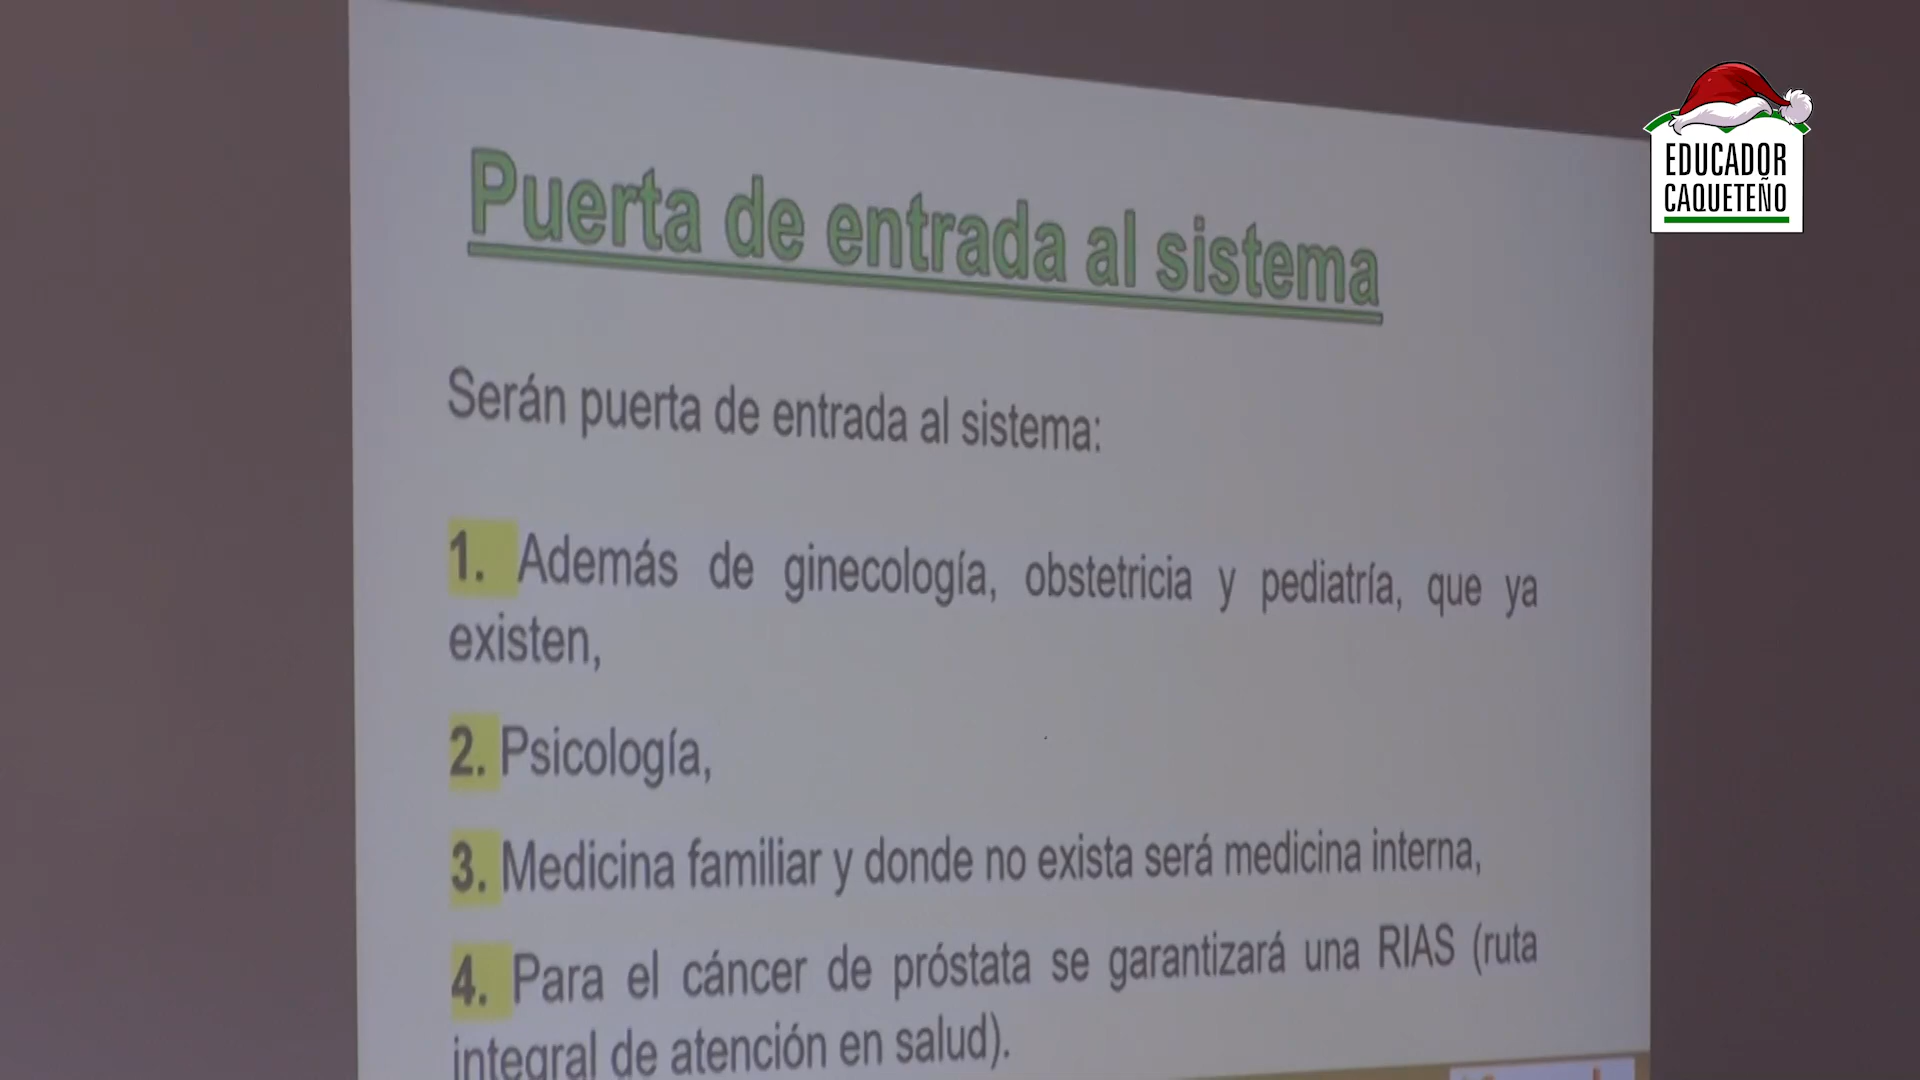 EDUCADOR
CAQUETEÑO
Puerta de entrada al sistema
Serán puerta de entrada al sistema:
1. Además de ginecología, obstetricia y pediatría, que ya
existen,
2. Psicología,
3. Medicina familiar y donde no exista será medicina interna,
4. Para el cáncer de próstata se garantizará una RIAS (ruta
integral de atención en salud).